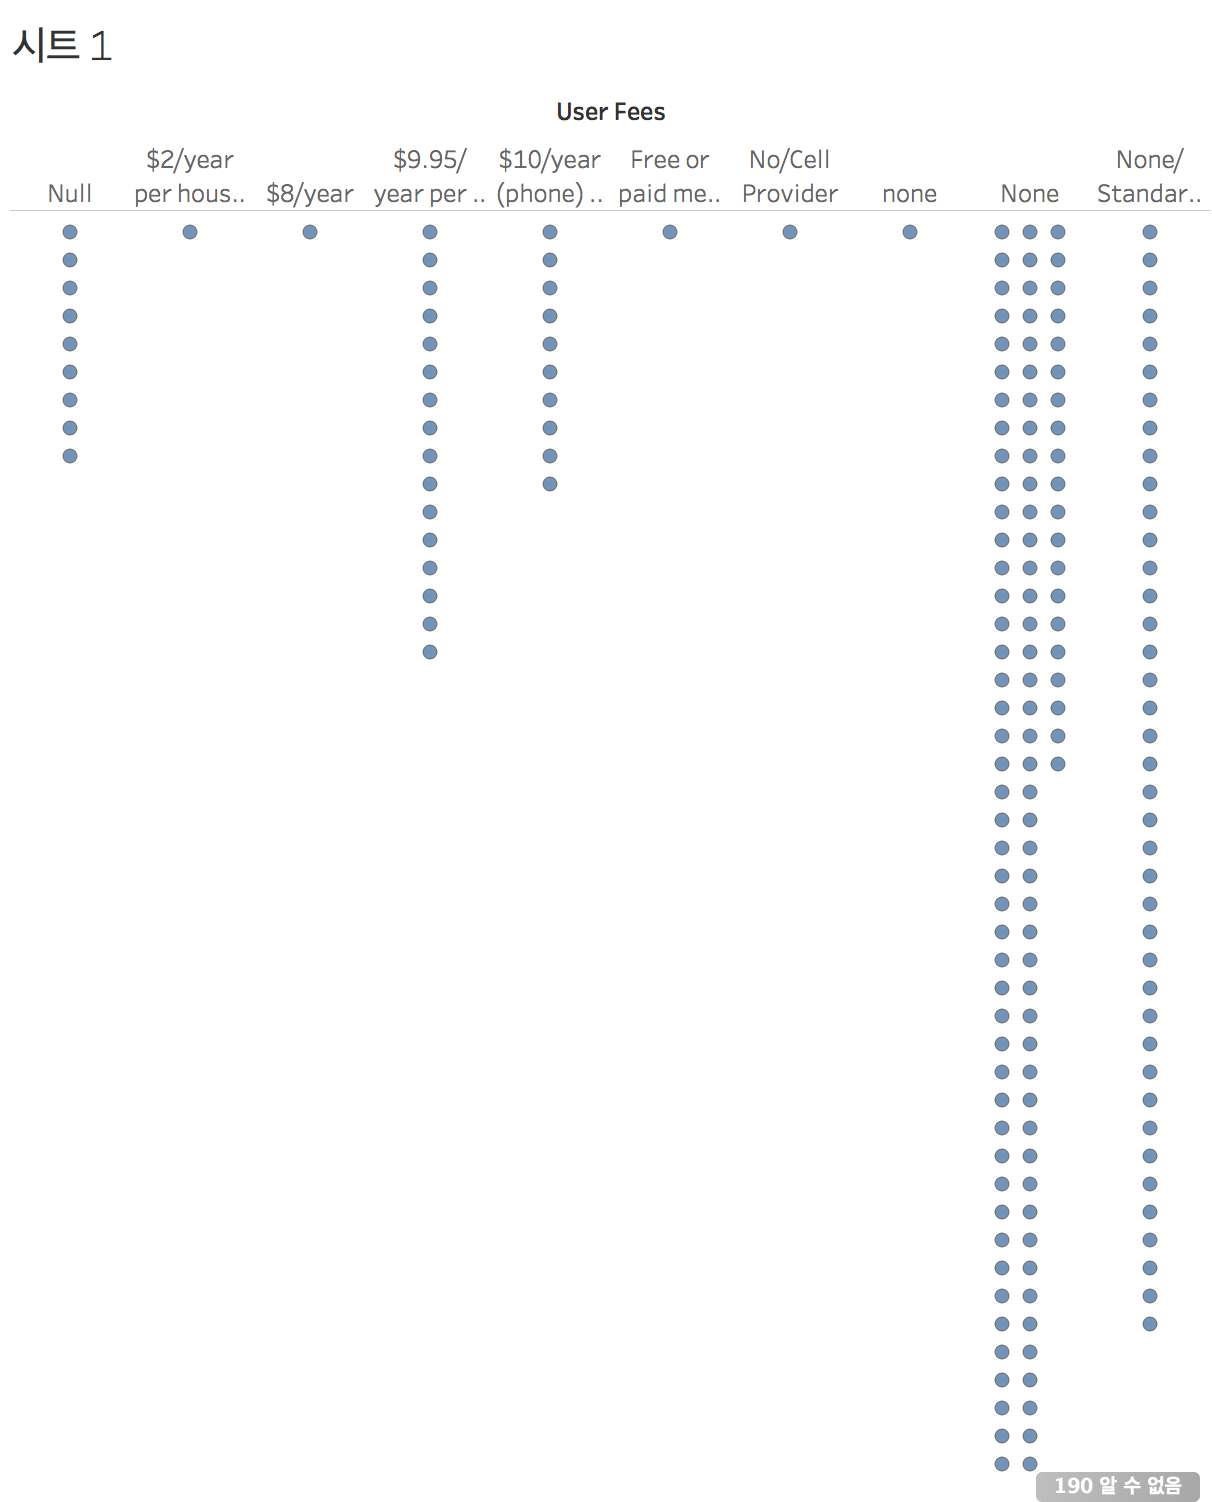 시트 1
User Fees
Null
$2/year
per hous..
$8/year
$9.95/
year per ..
$10/year
(phone) ..
Free or
paid me..
No/Cell
Provider
none
None
None/
Standar..
190 알 수 없음